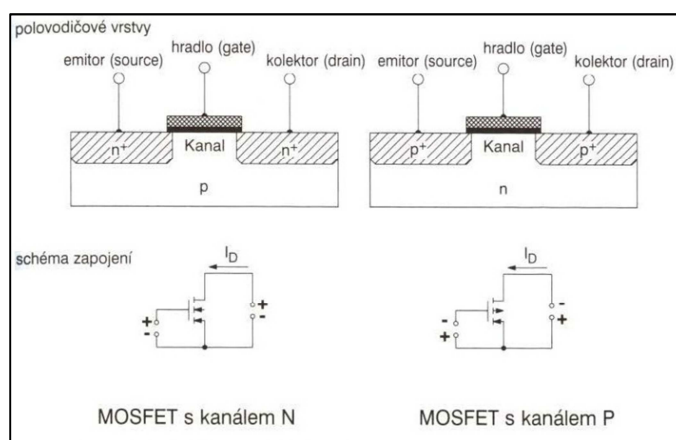 polovodičové vrstvy
hradlo (gate)
hradlo (gate)
emitor (source)
kolektor (drain)
emitor (source)
kolektor (drain)
Kanal
Kanal
n+
n+
p+
p+
p
n
schéma zapojení
ID
ID
+
-
-
+
+
-
-
+
MOSFET s kanálem N
MOSFET s kanálem P